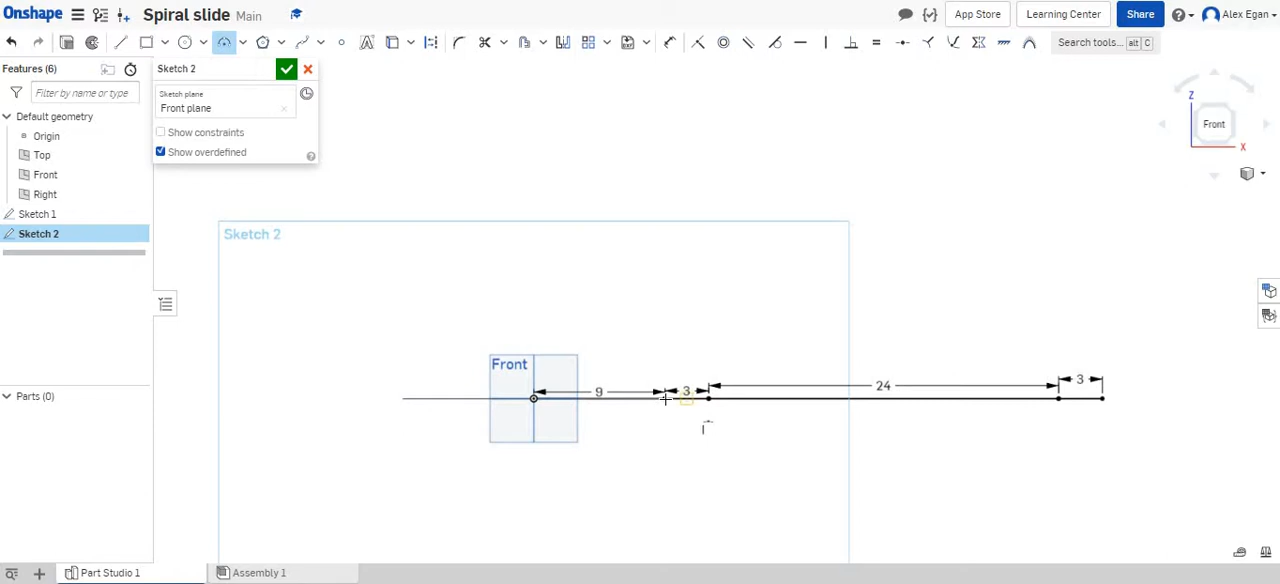 Onshape
Spiral slide Main
App Store
Learning Center
Share
Alex Egan
Search tools... alt C
Features (6)
Filter by name or type
Default geometry
Origin
Top
Front
Right
Sketch 1
Sketch 2
Parts (0)
Sketch 2
Sketch plane
Front plane
Show constraints
Show overdefined
Sketch 2
Front
9
3
24
3
Z
Front
X
Part Studio 1
Assembly 1